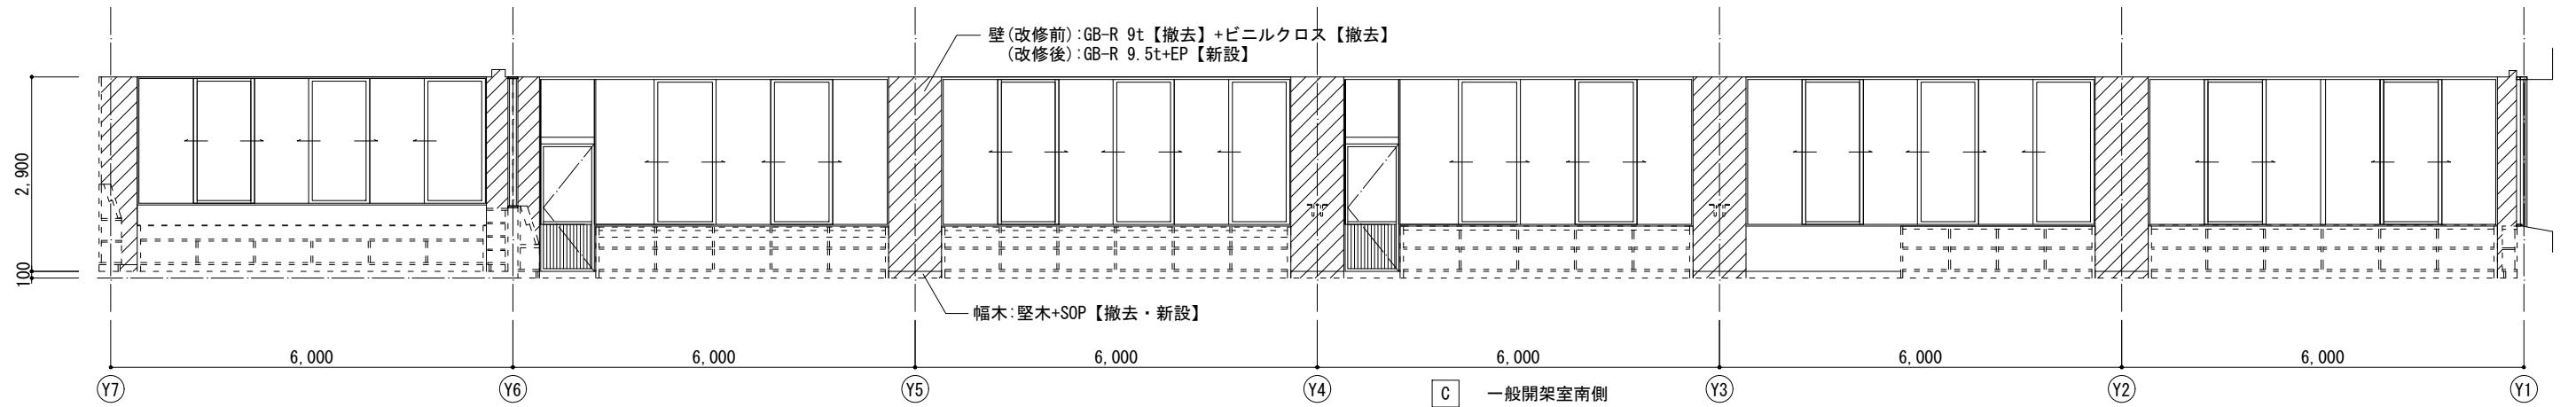 壁(改修前):GB-R 9t【撤去】+ビニルクロス【撤去】
(改修後):GB-R 9.5t+EP【新設】
2,900
100
幅木:堅木+SOP【撤去・新設】
6,000 6,000 6,000 6,000 6,000 6,000
Y7 Y6 Y5 Y4 Y3 Y2 Y1
C 一般開架室南側